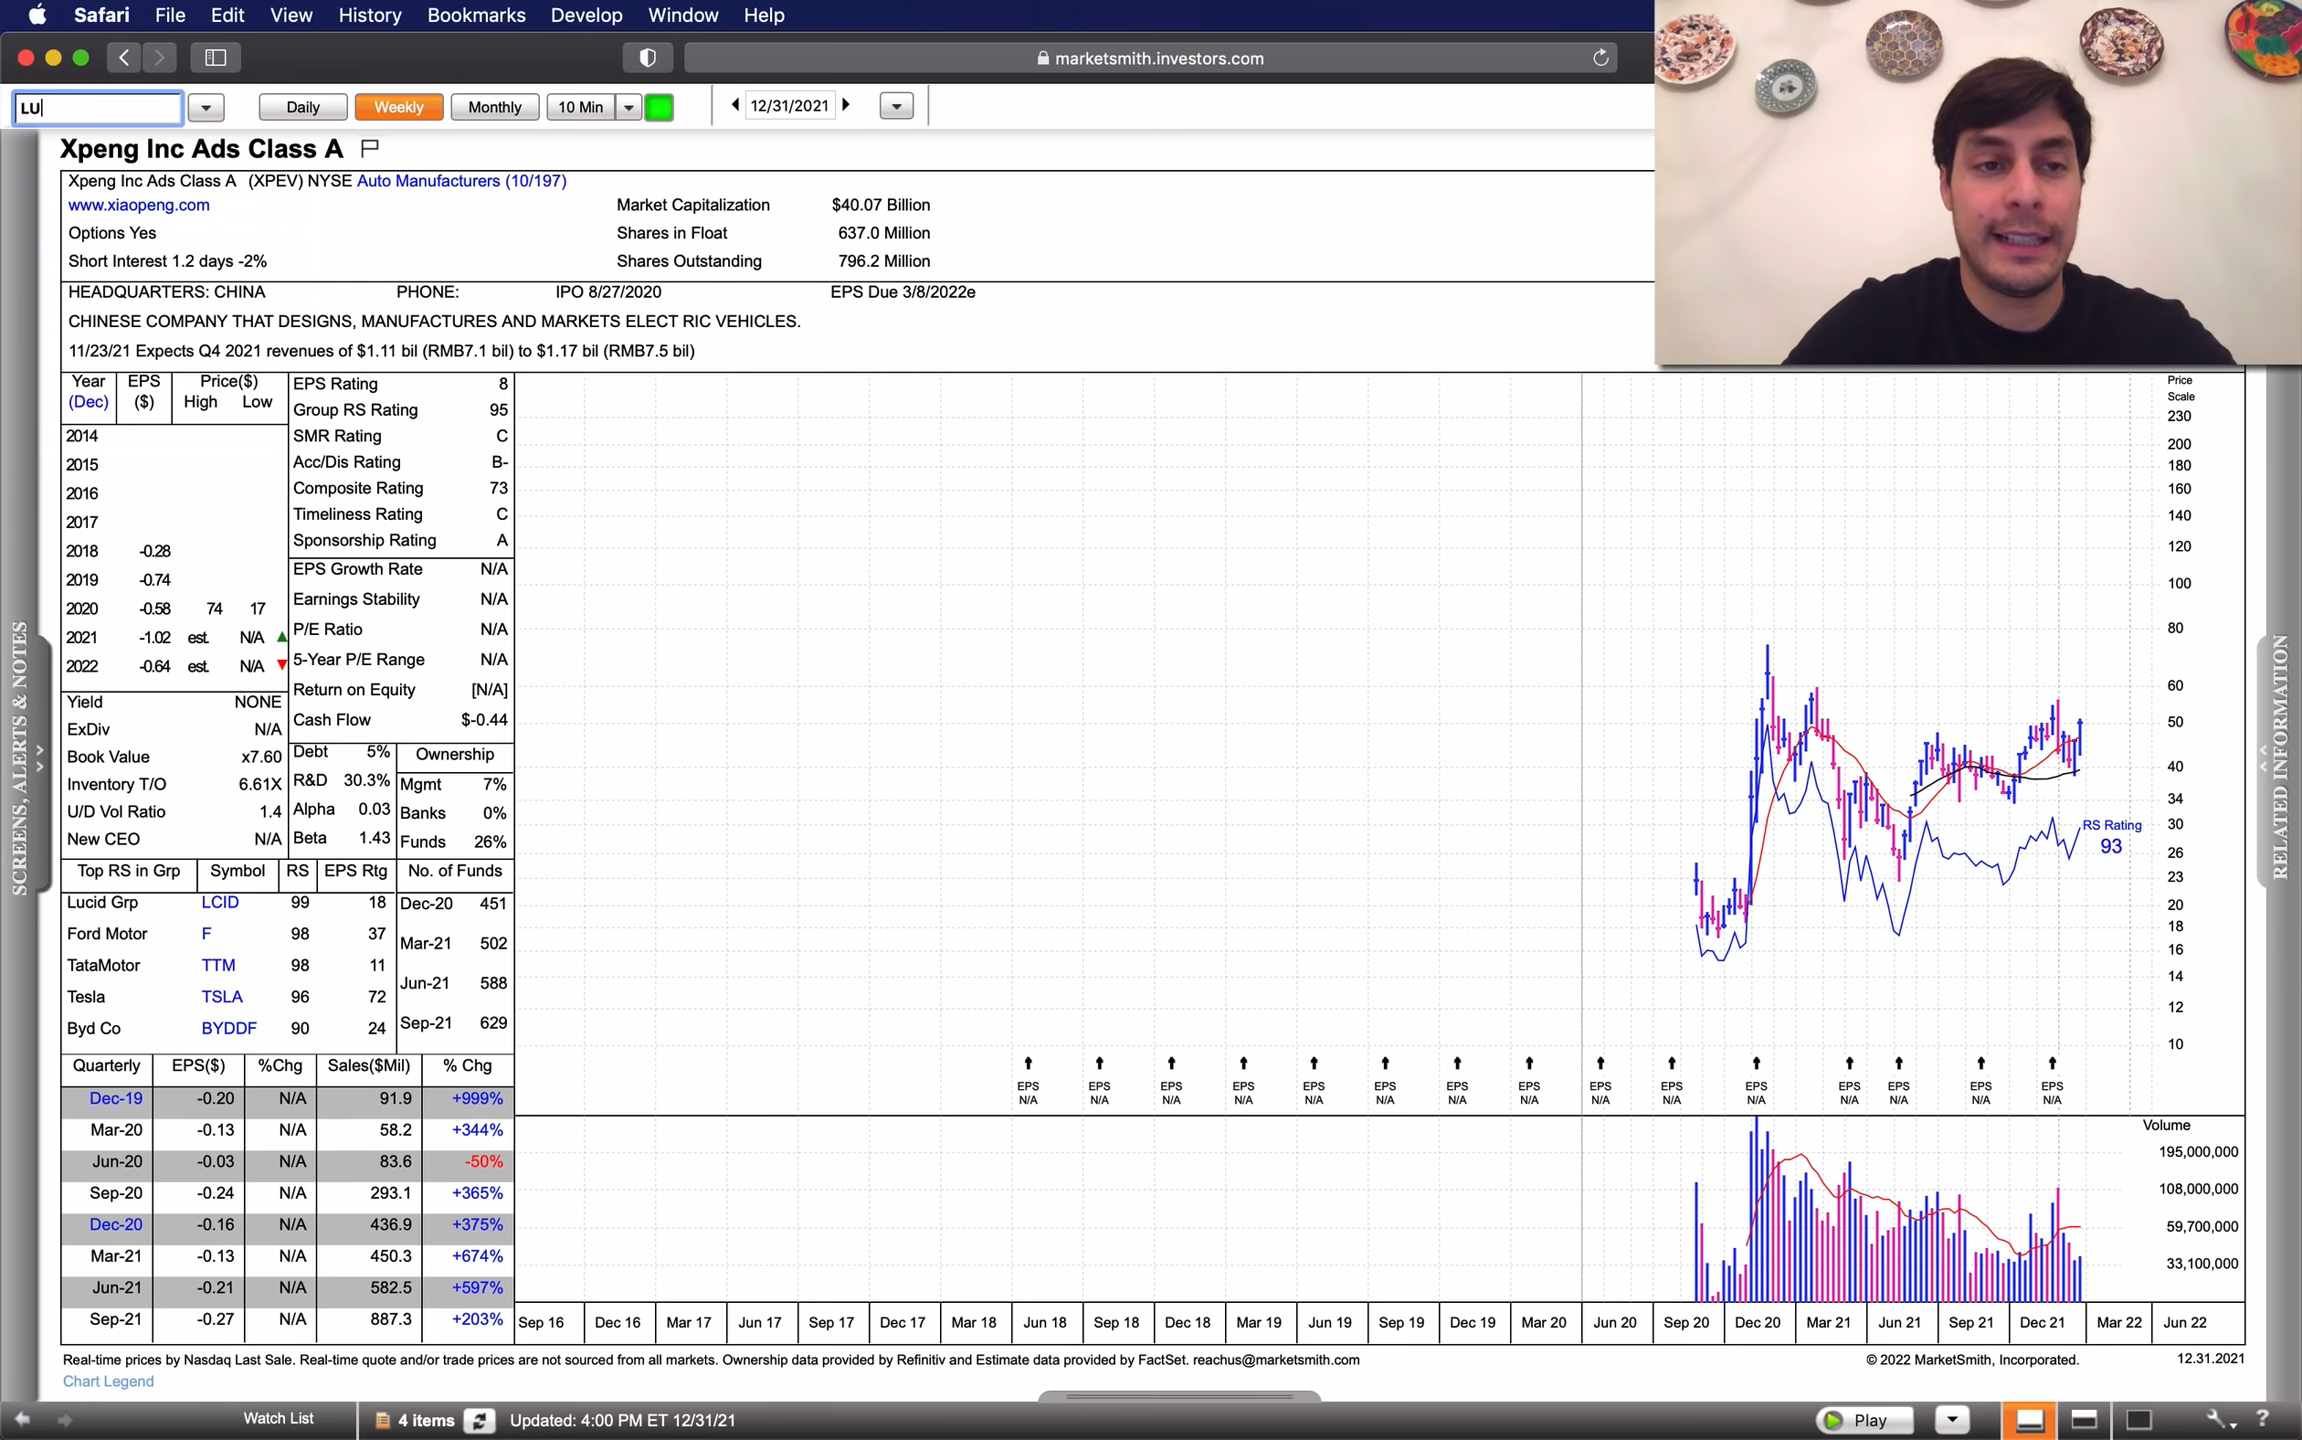 Safari File Edit View History Bookmarks Develop Window Help
marketsmith.investors.com
LU Daily Weekly Monthly 10 Min 12/31/2021
Xpeng Inc Ads Class A
Xpeng Inc Ads Class A (XPEV) NYSE Auto Manufacturers (10/197)
www.xiaopeng.com Market Capitalization $40.07 Billion
Options Yes Shares in Float 637.0 Million
Short Interest 1.2 days -2% Shares Outstanding 796.2 Million
HEADQUARTERS: CHINA PHONE: IPO 8/27/2020 EPS Due 3/8/2022e
CHINESE COMPANY THAT DESIGNS, MANUFACTURES AND MARKETS ELECT RIC VEHICLES.
11/23/21 Expects Q4 2021 revenues of $1.11 bil (RMB7.1 bil) to $1.17 bil (RMB7.5 bil)
SCREENS, ALERTS & NOTES
Year EPS Price($)
(Dec) ($) High Low
2014
2015
2016
2017
2018 -0.28
2019 -0.74
2020 -0.58 74 17
2021 -1.02 est. N/A
2022 -0.64 est. N/A
EPS Rating 8
Group RS Rating 95
SMR Rating C
Acc/Dis Rating B-
Composite Rating 73
Timeliness Rating C
Sponsorship Rating A
EPS Growth Rate N/A
Earnings Stability N/A
P/E Ratio N/A
5-Year P/E Range N/A
Return on Equity [N/A]
Cash Flow $-0.44
Yield NONE
ExDiv N/A
Book Value x7.60
Inventory T/O 6.61X
U/D Vol Ratio 1.4
New CEO N/A
Debt 5%
R&D 30.3%
Alpha 0.03
Beta 1.43
Ownership
Mgmt 7%
Banks 0%
Funds 26%
Top RS in Grp Symbol RS EPS Rtg
Lucid Grp LCID 99 18
Ford Motor F 98 37
TataMotor TTM 98 11
Tesla TSLA 96 72
Byd Co BYDDF 90 24
No. of Funds
Dec-20 451
Mar-21 502
Jun-21 588
Sep-21 629
Quarterly EPS($) %Chg Sales($Mil) % Chg
Dec-19 -0.20 N/A 91.9 +999%
Mar-20 -0.13 N/A 58.2 +344%
Jun-20 -0.03 N/A 83.6 -50%
Sep-20 -0.24 N/A 293.1 +365%
Dec-20 -0.16 N/A 436.9 +375%
Mar-21 -0.13 N/A 450.3 +674%
Jun-21 -0.21 N/A 582.5 +597%
Sep-21 -0.27 N/A 887.3 +203%
Price
Scale
230
200
180
160
140
120
100
80
60
50
40
34
30
26
23
20
18
16
14
12
10
RS Rating
93
EPS EPS EPS EPS EPS EPS EPS EPS EPS EPS EPS EPS EPS EPS EPS
N/A N/A N/A N/A N/A N/A N/A N/A N/A N/A N/A N/A N/A N/A N/A
Volume
195,000,000
108,000,000
59,700,000
33,100,000
Sep 16 Dec 16 Mar 17 Jun 17 Sep 17 Dec 17 Mar 18 Jun 18 Sep 18 Dec 18 Mar 19 Jun 19 Sep 19 Dec 19 Mar 20 Jun 20 Sep 20 Dec 20 Mar 21 Jun 21 Sep 21 Dec 21 Mar 22 Jun 22
RELATED INFORMATION
Real-time prices by Nasdaq Last Sale. Real-time quote and/or trade prices are not sourced from all markets. Ownership data provided by Refinitiv and Estimate data provided by FactSet. reachus@marketsmith.com © 2022 MarketSmith, Incorporated. 12.31.2021
Chart Legend
Watch List 4 items Updated: 4:00 PM ET 12/31/21 Play ?